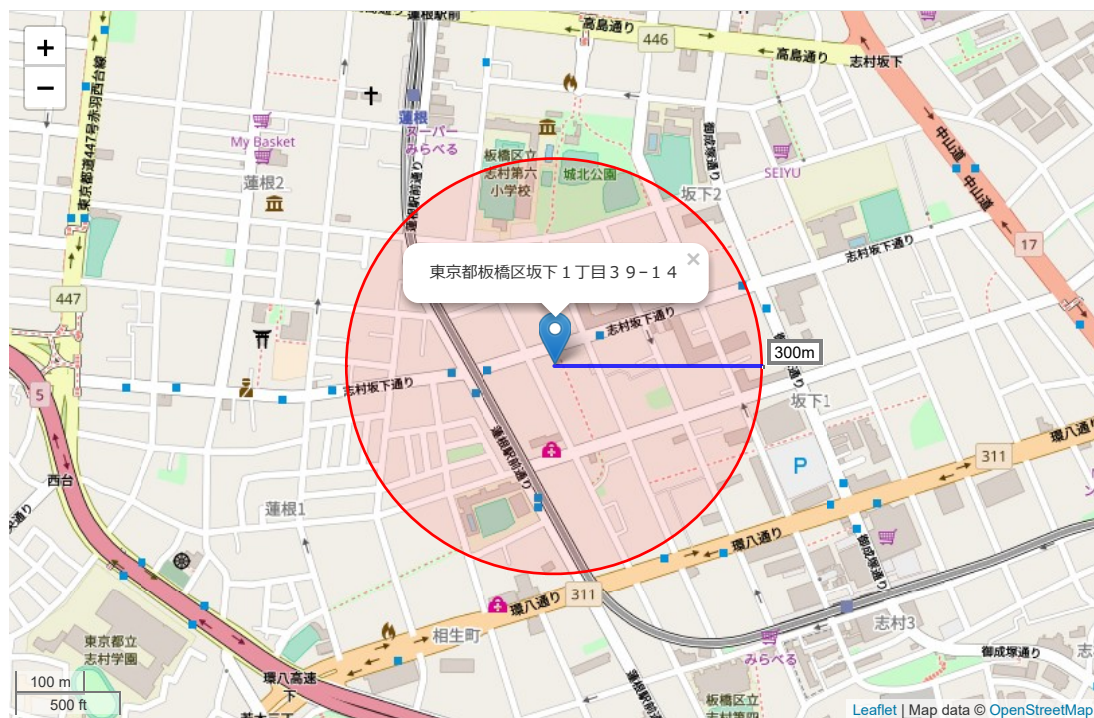 +
−
蓮根駅前
高島通り
446
高島通り
志村坂下
東京都道447号赤羽西台線
My Basket
蓮根
スーパー
みらべる
板橋区立
志村第六
小学校
城北公園
御成塚通り
中山道
中山道
SEIYU
蓮根2
坂下2
蓮根駅前通り
17
志村坂下通り
東京都板橋区坂下１丁目３９−１４
×
447
志村坂下通り
300m
5
志村坂下通り
坂下1
環八通り
311
蓮根駅前通り
P
西台
蓮根1
環八通り
御成塚通り
311
環八通り
相生町
志村3
東京都立
志村学園
みらべる
御成塚通り
環八高速
下
100 m
500 ft
蓮根駅前通り
板橋区立
Leaflet | Map data © OpenStreetMap